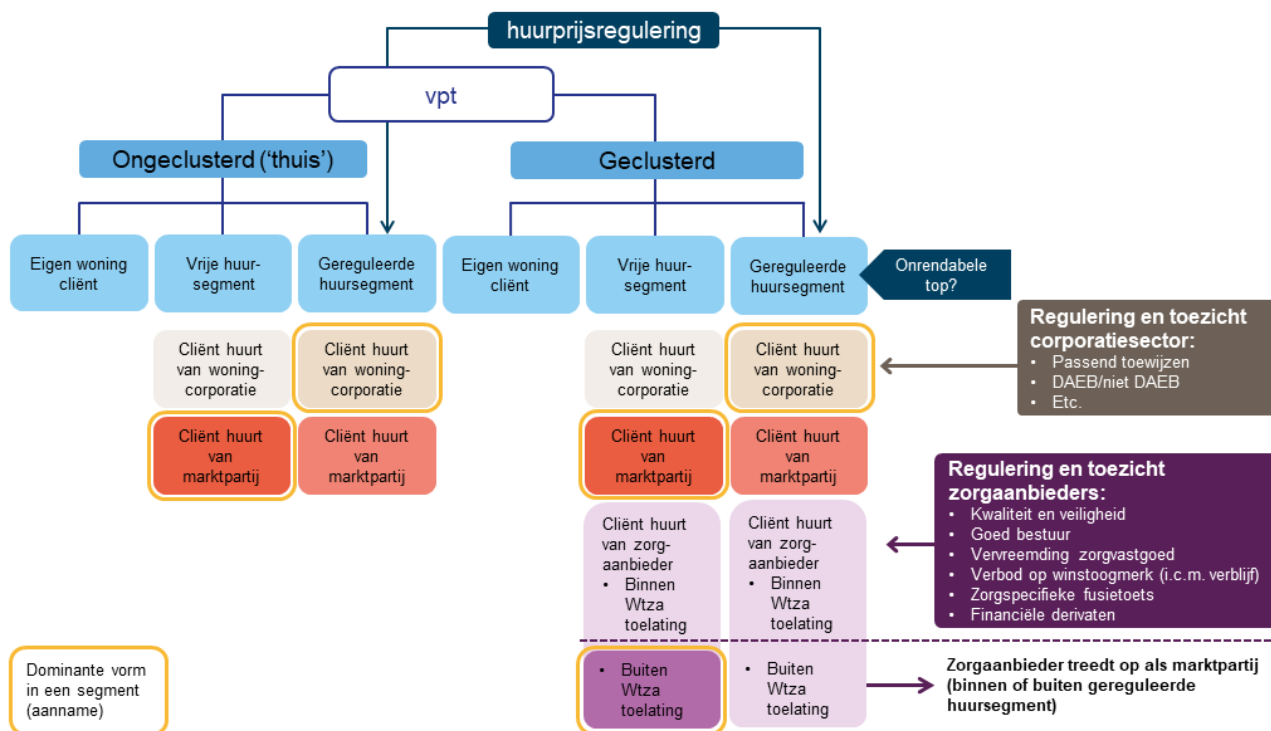 huurprijsregulering
vpt
Ongeclusterd (‘thuis’)
Geclusterd
Eigen woning
cliënt
Vrije huur-
segment
Gereguleerde
huursegment
Eigen woning
cliënt
Vrije huur-
segment
Gereguleerde
huursegment
Onrendabele
top?
Cliënt huurt
van woning-
corporatie
Cliënt huurt
van woning-
corporatie
Cliënt huurt
van woning-
corporatie
Cliënt huurt
van woning-
corporatie
Regulering en toezicht
corporatiesector:
• Passend toewijzen
• DAEB/niet DAEB
• Etc.
Cliënt huurt
van
marktpartij
Cliënt huurt
van
marktpartij
Cliënt huurt
van
marktpartij
Cliënt huurt
van
marktpartij
Regulering en toezicht
zorgaanbieders:
• Kwaliteit en veiligheid
• Goed bestuur
• Vervreemding zorgvastgoed
• Verbod op winstoogmerk (i.c.m. verblijf)
• Zorgspecifieke fusietoets
• Financiële derivaten
Cliënt huurt
van zorg-
aanbieder
• Binnen
Wtza
toelating
Cliënt huurt
van zorg-
aanbieder
• Binnen
Wtza
toelating
• Buiten
Wtza
toelating
• Buiten
Wtza
toelating
Zorgaanbieder treedt op als marktpartij
(binnen of buiten gereguleerde
huursegment)
Dominante vorm
in een segment
(aanname)